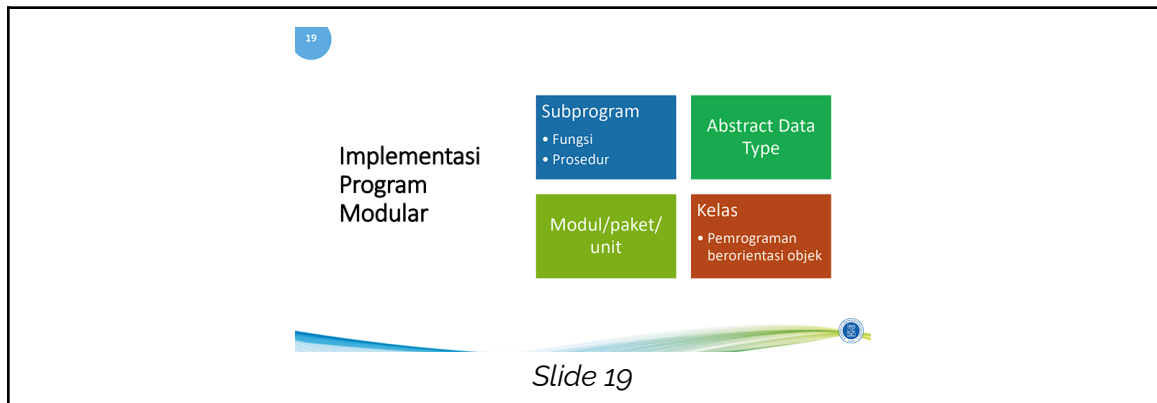 19
Implementasi
Program
Modular
Subprogram
• Fungsi
• Prosedur
Abstract Data
Type
Modul/paket/
unit
Kelas
• Pemrograman
berorientasi objek
Slide 19